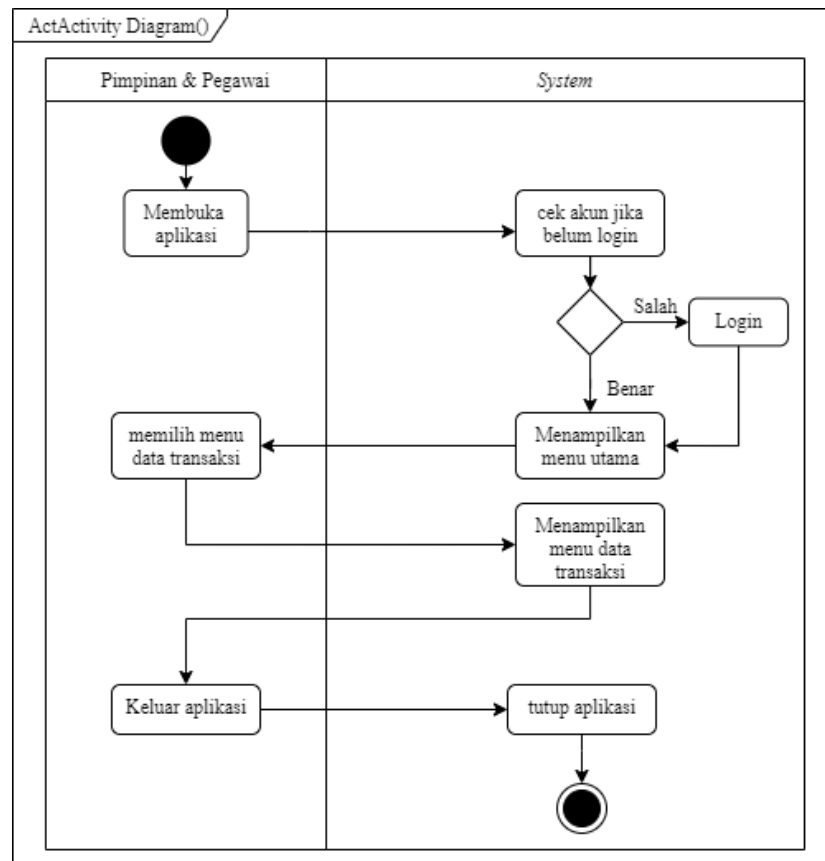 ActActivity Diagram()
Pimpinan & Pegawai
System
Membuka
aplikasi
cek akun jika
belum login
Salah
Login
Benar
memilih menu
data transaksi
Menampilkan
menu utama
Menampilkan
menu data
transaksi
Keluar aplikasi
tutup aplikasi